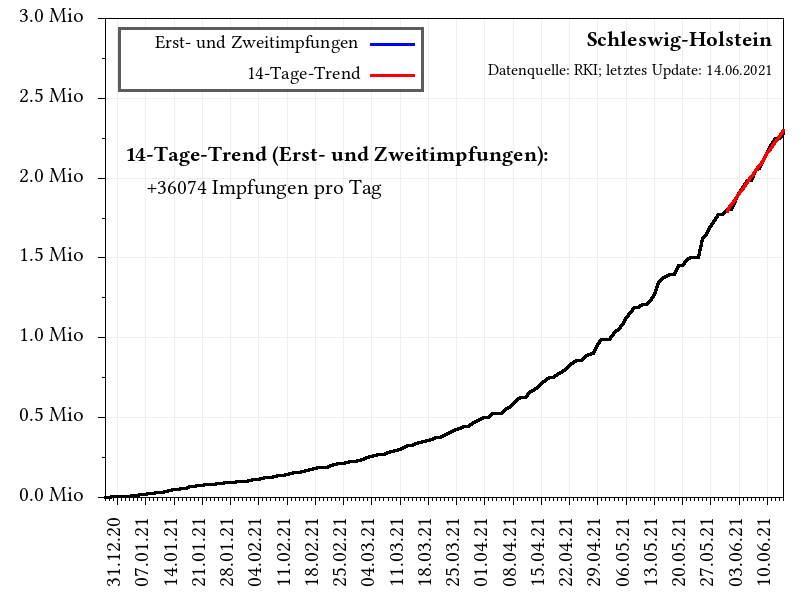 3.0 Mio
2.5 Mio
2.0 Mio
1.5 Mio
1.0 Mio
0.5 Mio
0.0 Mio
Erst- und Zweitimpfungen
14-Tage-Trend
Schleswig-Holstein
Datenquelle: RKI; letztes Update: 14.06.2021
14-Tage-Trend (Erst- und Zweitimpfungen):
+36074 Impfungen pro Tag
31.12.20
07.01.21
14.01.21
21.01.21
28.01.21
04.02.21
11.02.21
18.02.21
25.02.21
04.03.21
11.03.21
18.03.21
25.03.21
01.04.21
08.04.21
15.04.21
22.04.21
29.04.21
06.05.21
13.05.21
20.05.21
27.05.21
03.06.21
10.06.21